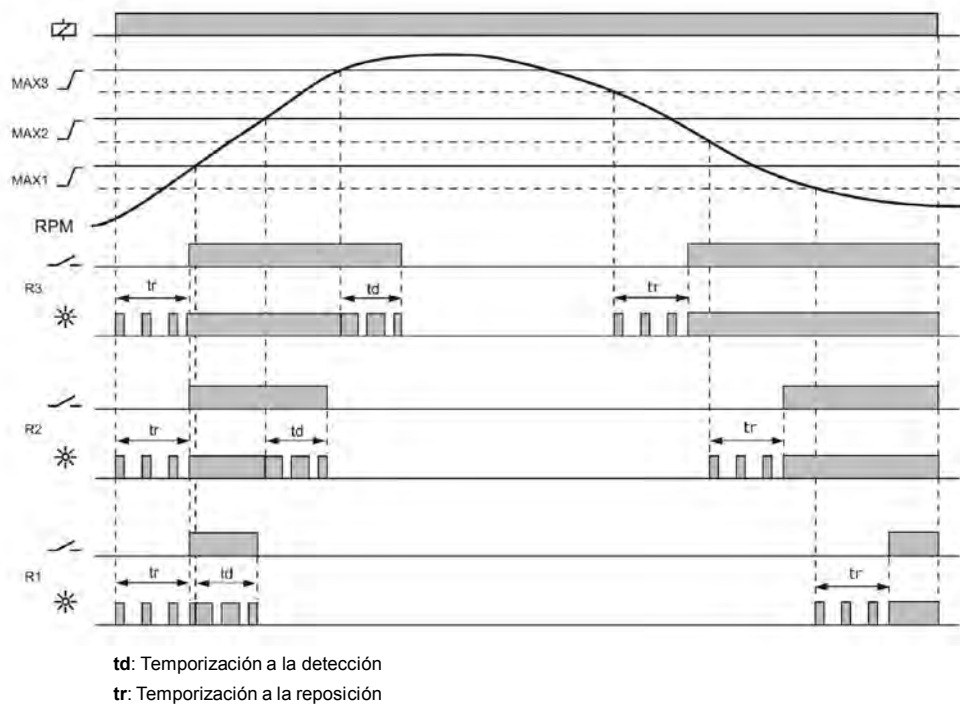 MAX3
MAX2
MAX1
RPM
R3
tr
td
tr
R2
tr
td
tr
R1
tr
td
tr
td: Temporización a la detección
tr: Temporización a la reposición